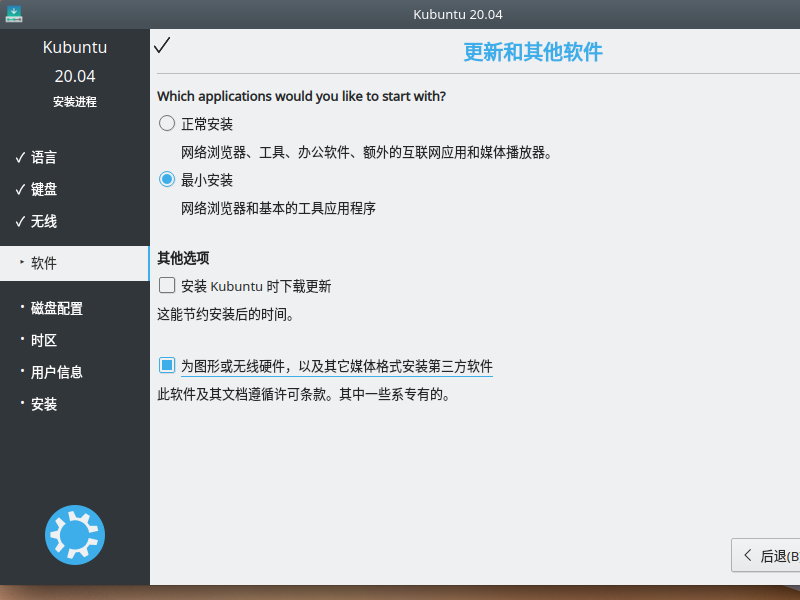 Kubuntu 20.04
Kubuntu
20.04
安装进程
✓ 语言
✓ 键盘
✓ 无线
‣ 软件
· 磁盘配置
· 时区
· 用户信息
· 安装
更新和其他软件
Which applications would you like to start with?
正常安装
网络浏览器、工具、办公软件、额外的互联网应用和媒体播放器。
最小安装
网络浏览器和基本的工具应用程序
其他选项
安装 Kubuntu 时下载更新
这能节约安装后的时间。
为图形或无线硬件，以及其它媒体格式安装第三方软件
此软件及其文档遵循许可条款。其中一些系专有的。
后退(B